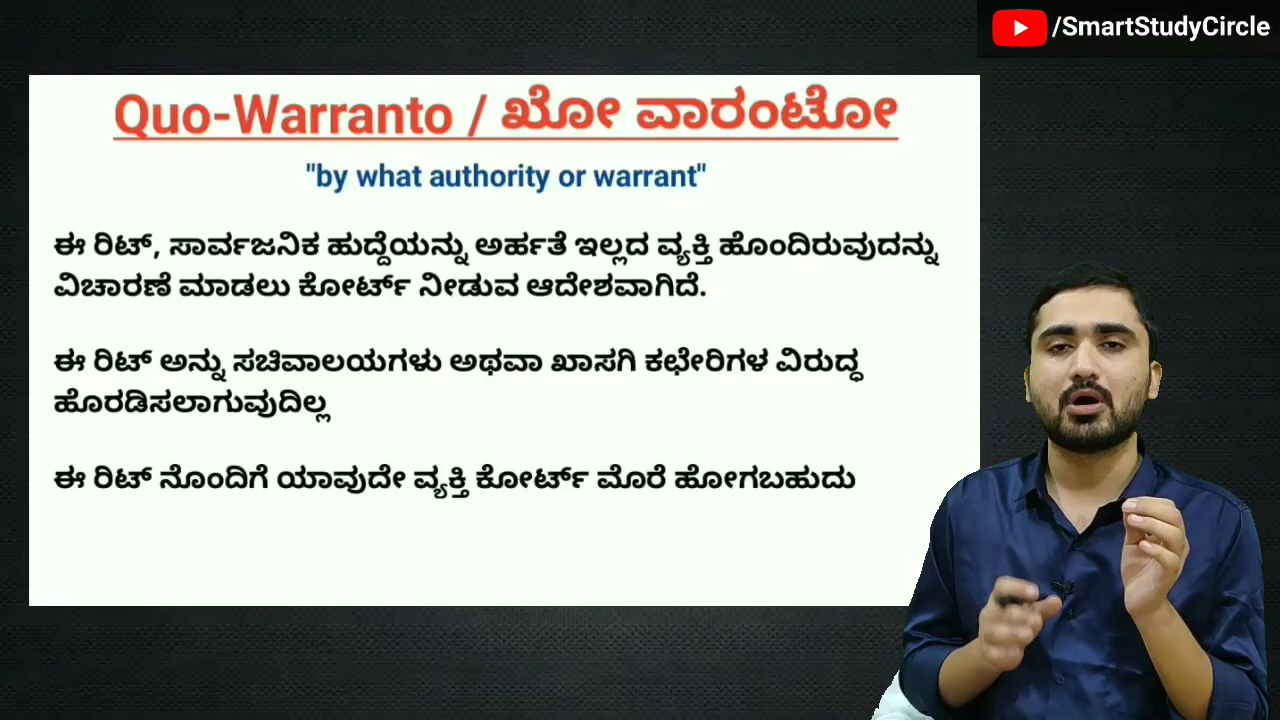 /SmartStudyCircle
Quo-Warranto / ಖೋ ವಾರಂಟೋ
"by what authority or warrant"
ಈ ರಿಟ್, ಸಾರ್ವಜನಿಕ ಹುದ್ದೆಯನ್ನು ಅರ್ಹತೆ ಇಲ್ಲದ ವ್ಯಕ್ತಿ ಹೊಂದಿರುವುದನ್ನು
ವಿಚಾರಣೆ ಮಾಡಲು ಕೋರ್ಟ್ ನೀಡುವ ಆದೇಶವಾಗಿದೆ.
ಈ ರಿಟ್ ಅನ್ನು ಸಚಿವಾಲಯಗಳು ಅಥವಾ ಖಾಸಗಿ ಕಛೇರಿಗಳ ವಿರುದ್ಧ
ಹೊರಡಿಸಲಾಗುವುದಿಲ್ಲ
ಈ ರಿಟ್ ನೊಂದಿಗೆ ಯಾವುದೇ ವ್ಯಕ್ತಿ ಕೋರ್ಟ್ ಮೊರೆ ಹೋಗಬಹುದು